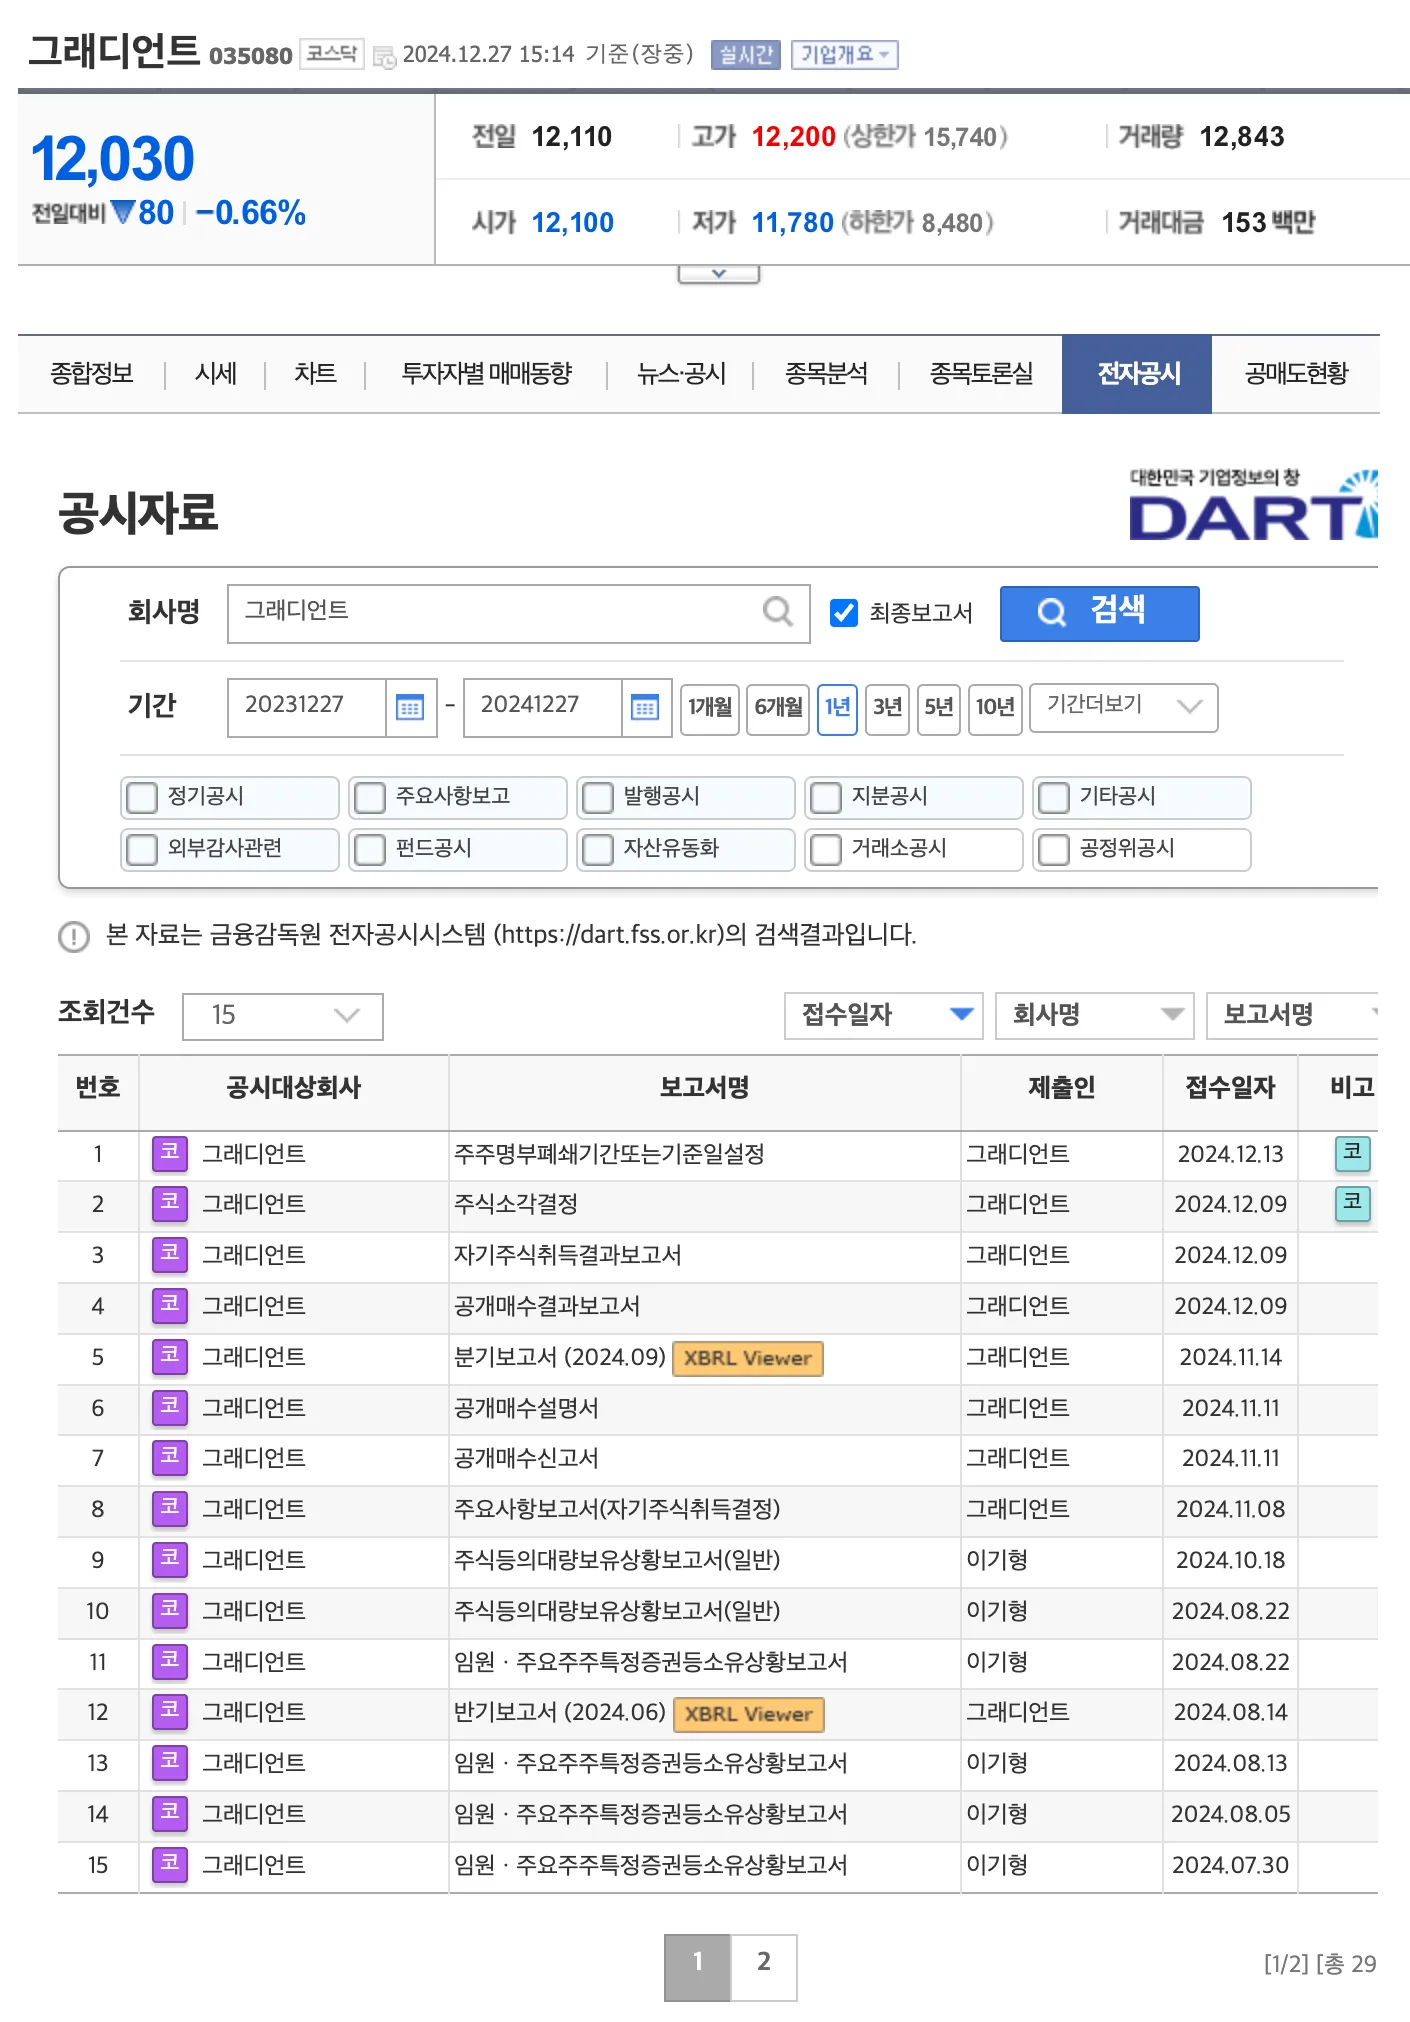 그래디언트 035080 코스닥 2024.12.27 15:14 기준(장중) 실시간 기업개요
12,030
전일대비 ▼80 -0.66%
전일 12,110 고가 12,200 (상한가 15,740) 거래량 12,843
시가 12,100 저가 11,780 (하한가 8,480) 거래대금 153 백만
종합정보 시세 차트 투자자별 매매동향 뉴스·공시 종목분석 종목토론실 전자공시 공매도현황
대한민국 기업정보의 창
공시자료 DART
회사명 그래디언트 최종보고서 검색
기간 20231227 - 20241227 1개월 6개월 1년 3년 5년 10년 기간더보기
정기공시 주요사항보고 발행공시 지분공시 기타공시
외부감사관련 펀드공시 자산유동화 거래소공시 공정위공시
본 자료는 금융감독원 전자공시시스템 (https://dart.fss.or.kr)의 검색결과입니다.
조회건수 15 접수일자 회사명 보고서명
번호 공시대상회사 보고서명 제출인 접수일자 비고
1 코 그래디언트 주주명부폐쇄기간또는기준일설정 그래디언트 2024.12.13 코
2 코 그래디언트 주식소각결정 그래디언트 2024.12.09 코
3 코 그래디언트 자기주식취득결과보고서 그래디언트 2024.12.09
4 코 그래디언트 공개매수결과보고서 그래디언트 2024.12.09
5 코 그래디언트 분기보고서 (2024.09) XBRL Viewer 그래디언트 2024.11.14
6 코 그래디언트 공개매수설명서 그래디언트 2024.11.11
7 코 그래디언트 공개매수신고서 그래디언트 2024.11.11
8 코 그래디언트 주요사항보고서(자기주식취득결정) 그래디언트 2024.11.08
9 코 그래디언트 주식등의대량보유상황보고서(일반) 이기형 2024.10.18
10 코 그래디언트 주식등의대량보유상황보고서(일반) 이기형 2024.08.22
11 코 그래디언트 임원ㆍ주요주주특정증권등소유상황보고서 이기형 2024.08.22
12 코 그래디언트 반기보고서 (2024.06) XBRL Viewer 그래디언트 2024.08.14
13 코 그래디언트 임원ㆍ주요주주특정증권등소유상황보고서 이기형 2024.08.13
14 코 그래디언트 임원ㆍ주요주주특정증권등소유상황보고서 이기형 2024.08.05
15 코 그래디언트 임원ㆍ주요주주특정증권등소유상황보고서 이기형 2024.07.30
1 2 [1/2] [총 29